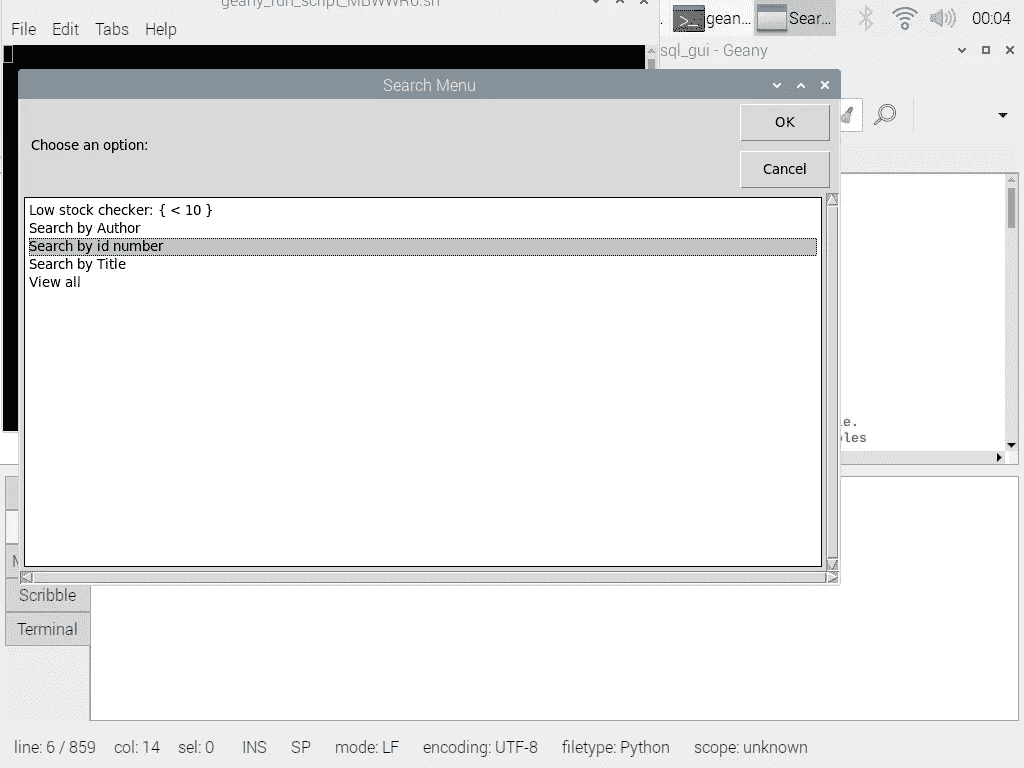 geany_run_script_MBWWR0.sh
gean...
Sear...
00:04
File Edit Tabs Help
sql_gui - Geany
Search Menu
OK
Choose an option:
Cancel
Low stock checker: { < 10 }
Search by Author
Search by id number
Search by Title
View all
Scribble
Terminal
line: 6 / 859 col: 14 sel: 0 INS SP mode: LF encoding: UTF-8 filetype: Python scope: unknown